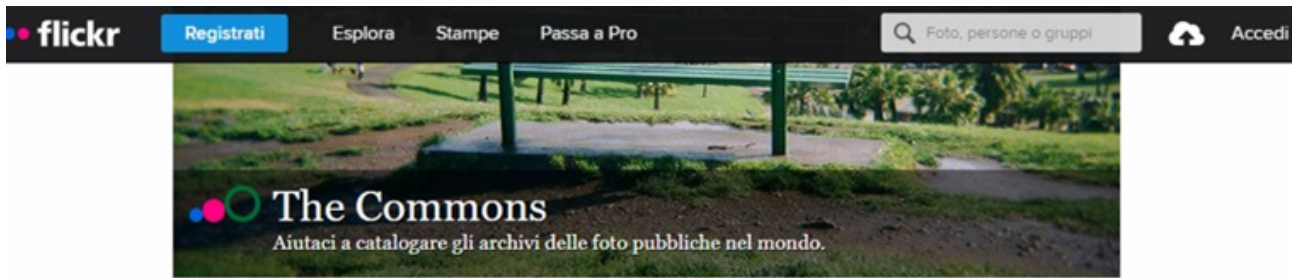 flickr Registrati Esplora Stampe Passa a Pro Foto, persone o gruppi Accedi
The Commons
Aiutaci a catalogare gli archivi delle foto pubbliche nel mondo.